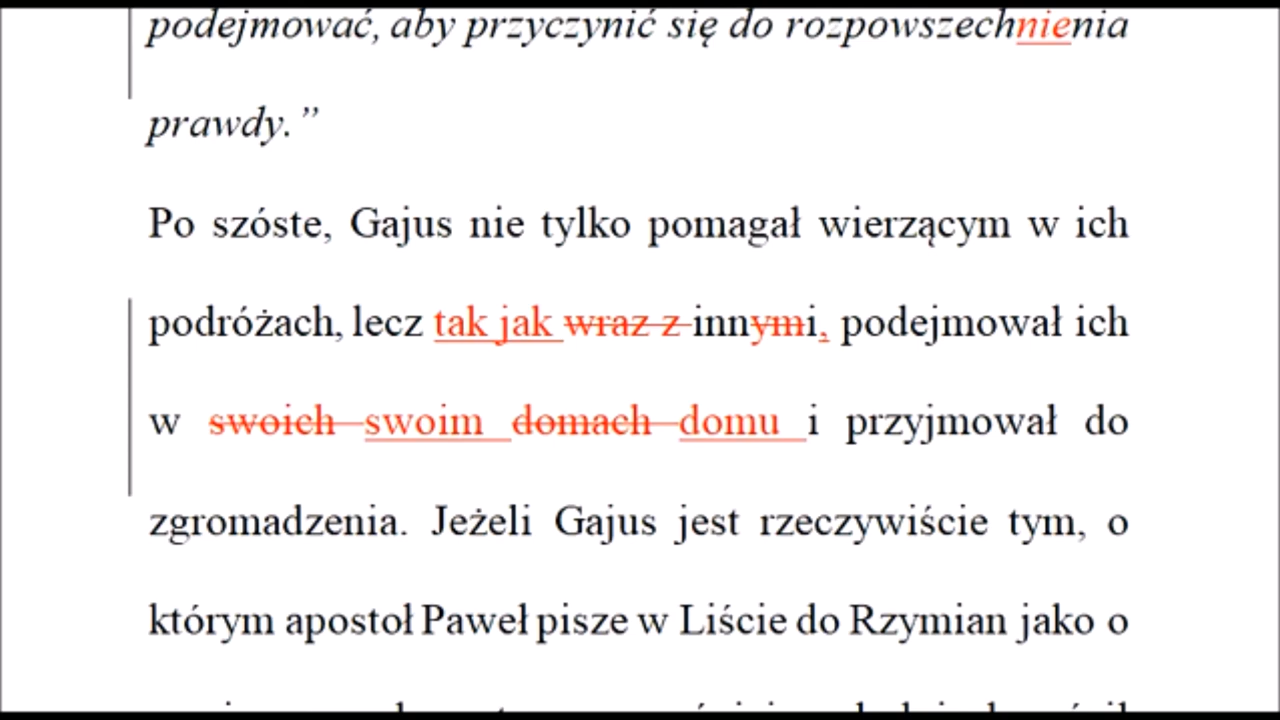 podejmować, aby przyczynić się do rozpowszechnienia
prawdy.”
Po szóste, Gajus nie tylko pomagał wierzącym w ich
podróżach, lecz tak jak wraz z innymi, podejmował ich
w swoich swoim domach domu i przyjmował do
zgromadzenia. Jeżeli Gajus jest rzeczywiście tym, o
którym apostoł Paweł pisze w Liście do Rzymian jako o